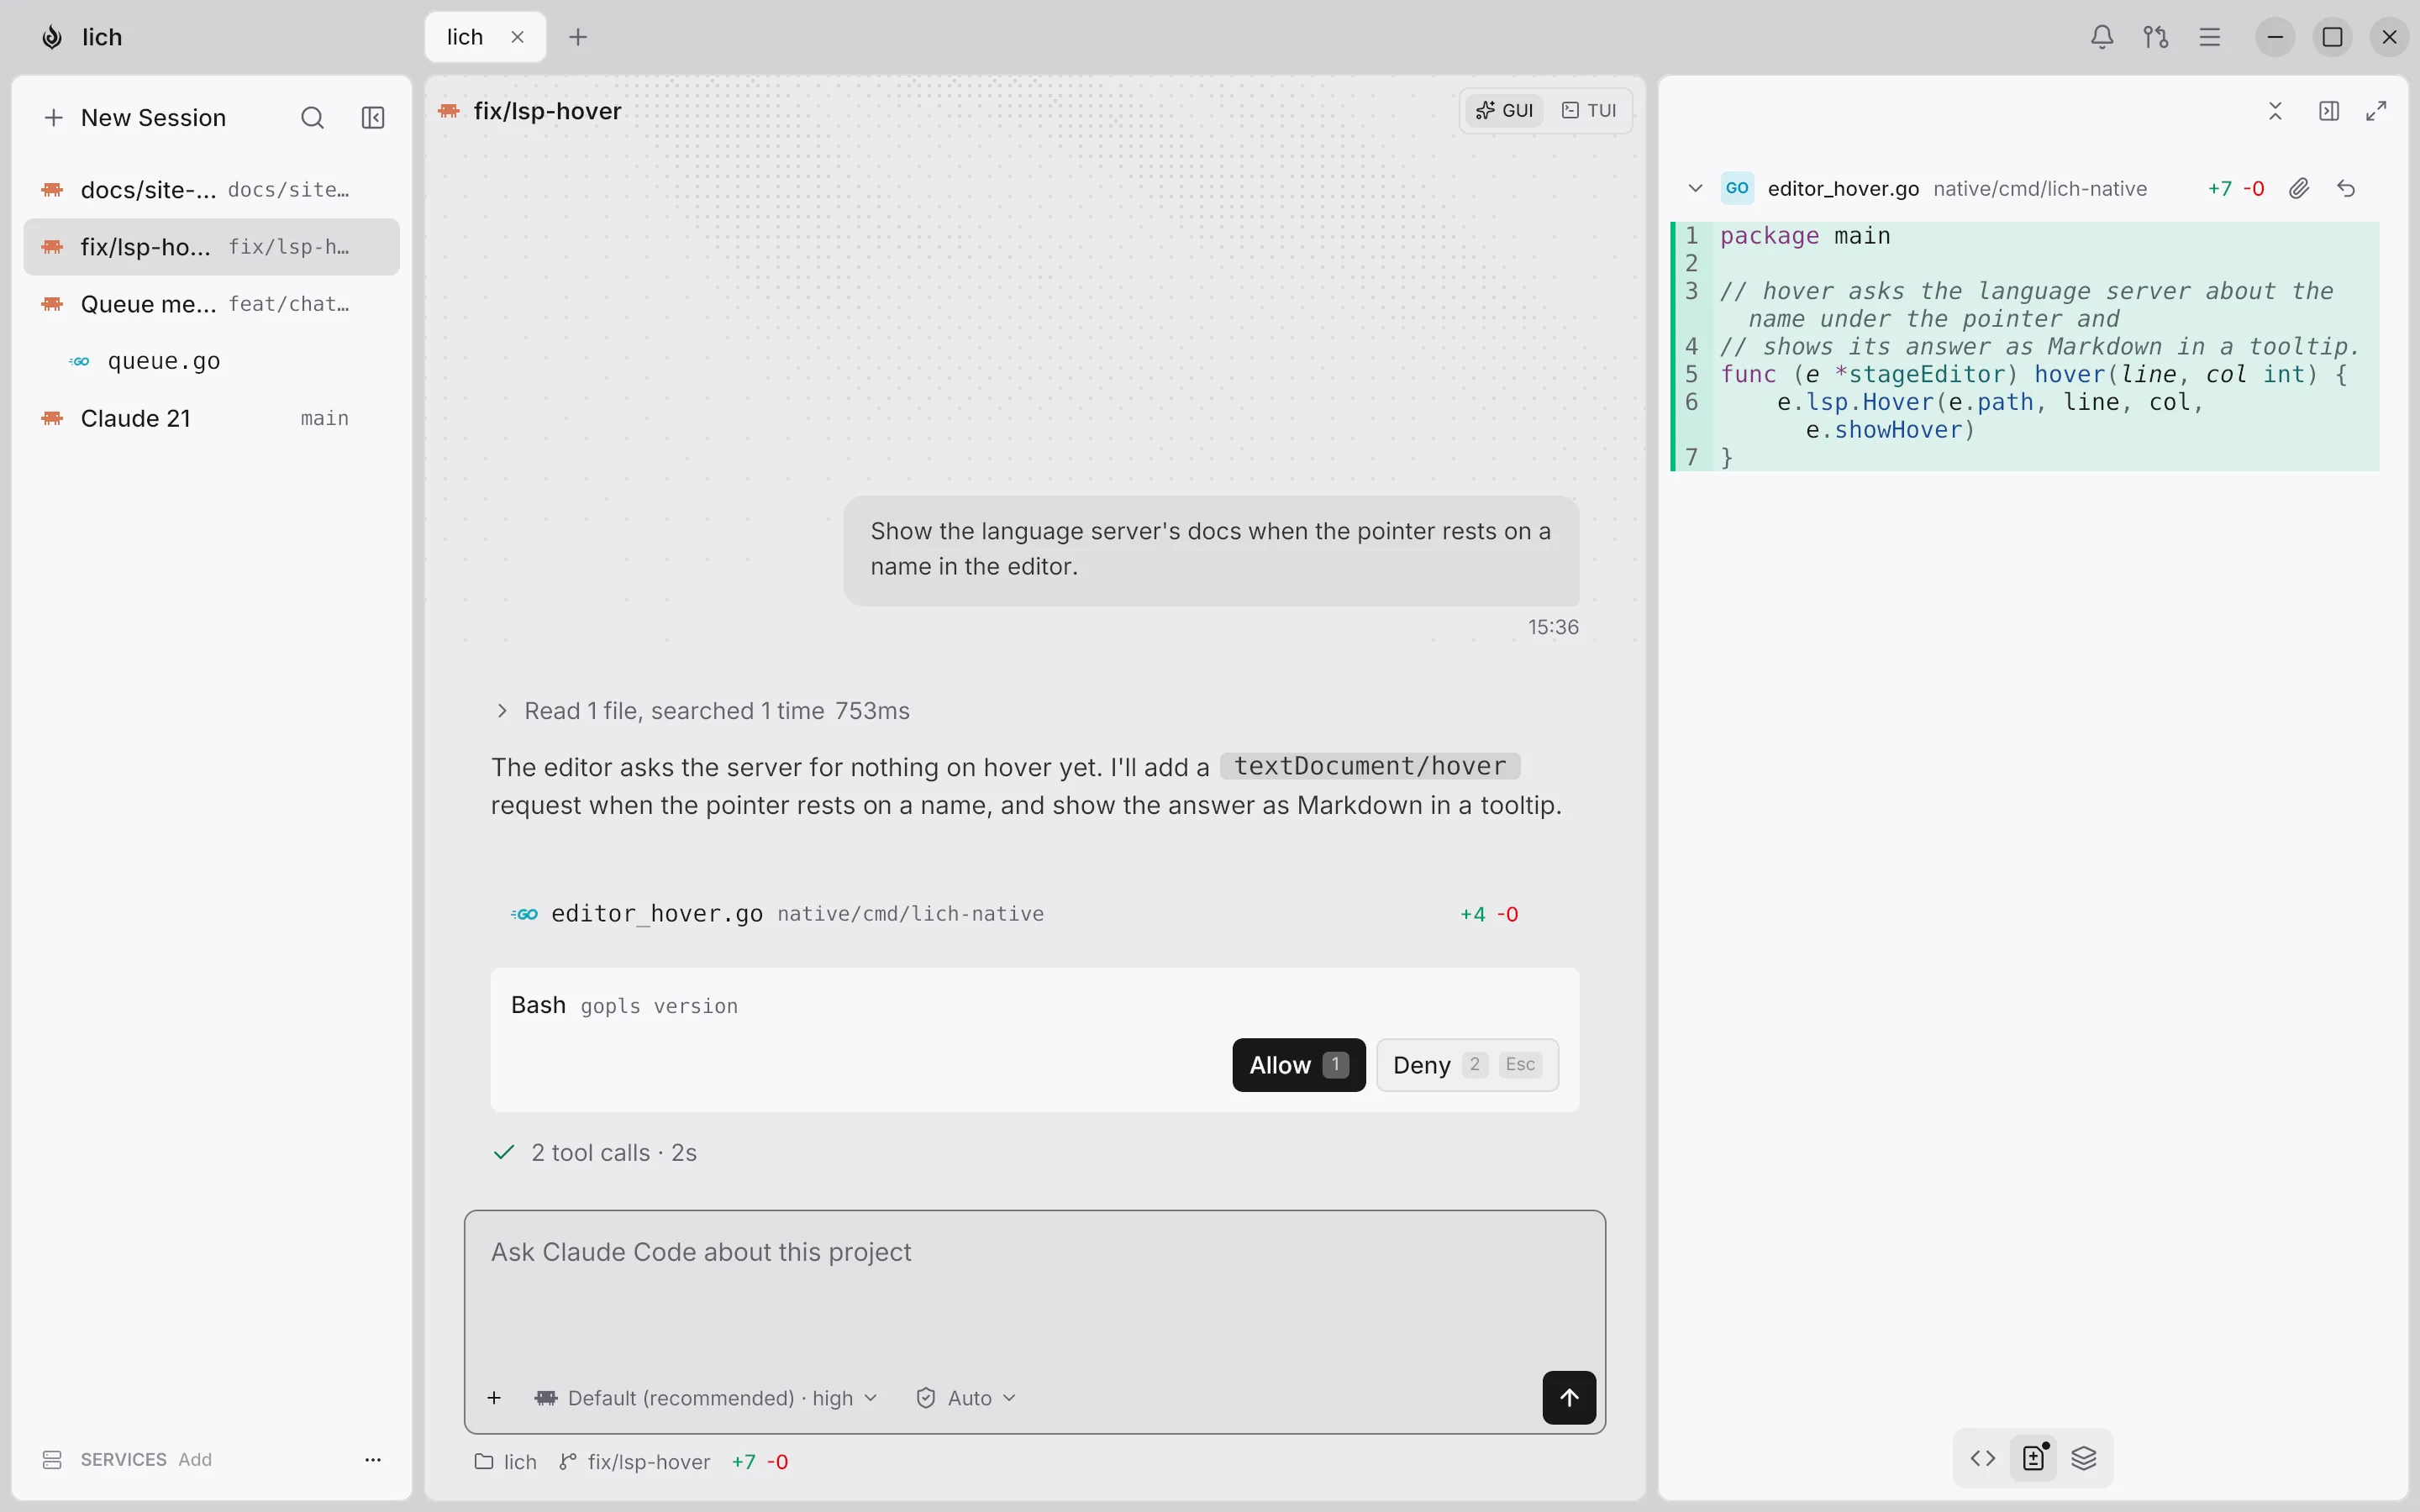 lich
lich
New Session
docs/site-... docs/site…
fix/lsp-ho... fix/lsp-h…
Queue me... feat/chat…
GO queue.go
Claude 21 main
SERVICES Add
fix/lsp-hover
GUI TUI
Show the language server's docs when the pointer rests on a
name in the editor.
15:36
Read 1 file, searched 1 time 753ms
The editor asks the server for nothing on hover yet. I'll add a textDocument/hover
request when the pointer rests on a name, and show the answer as Markdown in a tooltip.
GO editor_hover.go native/cmd/lich-native +4 -0
Bash gopls version
Allow 1 Deny 2 Esc
2 tool calls · 2s
Ask Claude Code about this project
Default (recommended) · high Auto
lich fix/lsp-hover +7 -0
GO editor_hover.go native/cmd/lich-native +7 -0
1 package main
2
3 // hover asks the language server about the
name under the pointer and
4 // shows its answer as Markdown in a tooltip.
5 func (e *stageEditor) hover(line, col int) {
6 e.lsp.Hover(e.path, line, col,
e.showHover)
7 }